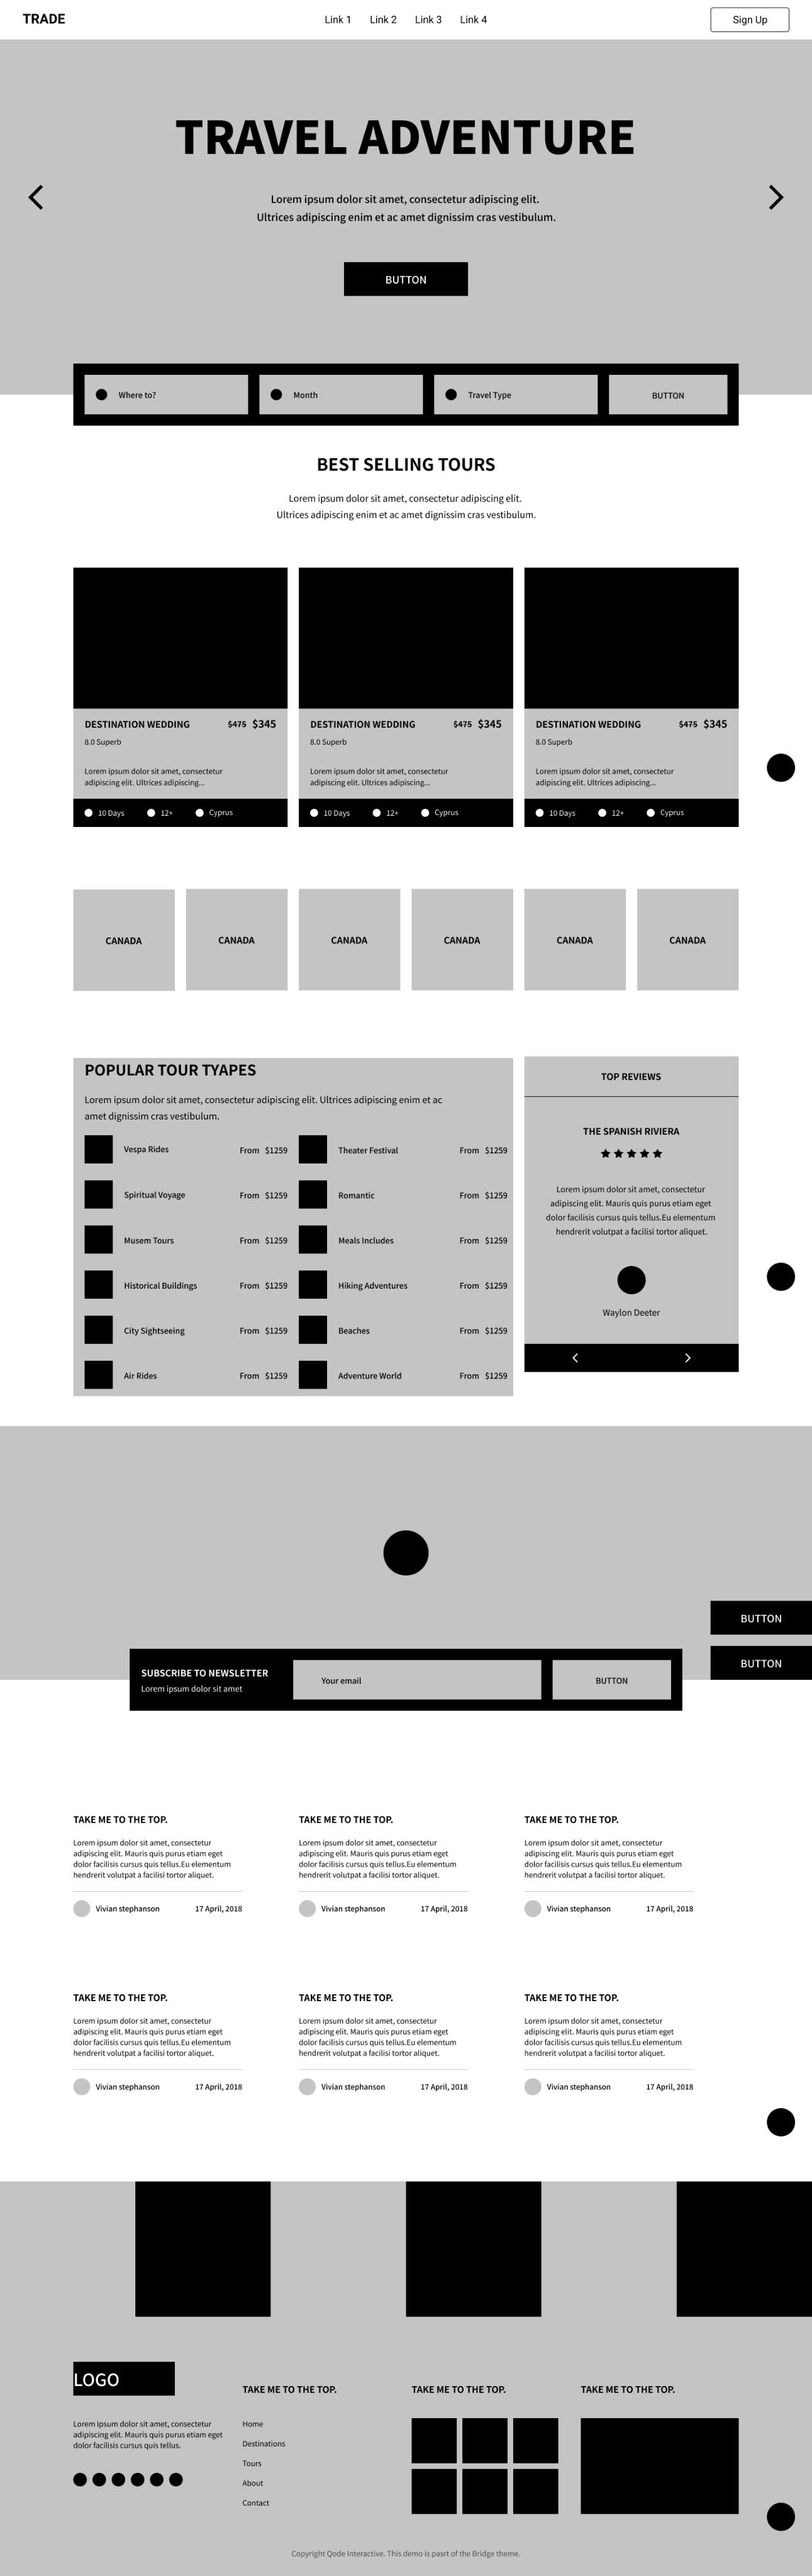 TRADE
Link 1
Link 2
Link 3
Link 4
Sign Up
TRAVEL ADVENTURE
Lorem ipsum dolor sit amet, consectetur adipiscing elit.
Ultrices adipiscing enim et ac amet dignissim cras vestibulum.
BUTTON
Where to?
Month
Travel Type
BUTTON
BEST SELLING TOURS
Lorem ipsum dolor sit amet, consectetur adipiscing elit.
Ultrices adipiscing enim et ac amet dignissim cras vestibulum.
DESTINATION WEDDING $475 $345
8.0 Superb
Lorem ipsum dolor sit amet, consectetur
adipiscing elit. Ultrices adipiscing...
10 Days 12+ Cyprus
DESTINATION WEDDING $475 $345
8.0 Superb
Lorem ipsum dolor sit amet, consectetur
adipiscing elit. Ultrices adipiscing...
10 Days 12+ Cyprus
DESTINATION WEDDING $475 $345
8.0 Superb
Lorem ipsum dolor sit amet, consectetur
adipiscing elit. Ultrices adipiscing...
10 Days 12+ Cyprus
CANADA
CANADA
CANADA
CANADA
CANADA
CANADA
POPULAR TOUR TYAPES
Lorem ipsum dolor sit amet, consectetur adipiscing elit. Ultrices adipiscing enim et ac
amet dignissim cras vestibulum.
Vespa Rides From $1259
Theater Festival From $1259
Spiritual Voyage From $1259
Romantic From $1259
Musem Tours From $1259
Meals Includes From $1259
Historical Buildings From $1259
Hiking Adventures From $1259
City Sightseeing From $1259
Beaches From $1259
Air Rides From $1259
Adventure World From $1259
TOP REVIEWS
THE SPANISH RIVIERA
Lorem ipsum dolor sit amet, consectetur
adipiscing elit. Mauris quis purus etiam eget
dolor facilisis cursus quis tellus.Eu elementum
hendrerit volutpat a facilisi tortor aliquet.
Waylon Deeter
BUTTON
BUTTON
SUBSCRIBE TO NEWSLETTER
Lorem ipsum dolor sit amet
Your email
BUTTON
TAKE ME TO THE TOP.
Lorem ipsum dolor sit amet, consectetur
adipiscing elit. Mauris quis purus etiam eget
dolor facilisis cursus quis tellus.Eu elementum
hendrerit volutpat a facilisi tortor aliquet.
Vivian stephanson 17 April, 2018
TAKE ME TO THE TOP.
Lorem ipsum dolor sit amet, consectetur
adipiscing elit. Mauris quis purus etiam eget
dolor facilisis cursus quis tellus.Eu elementum
hendrerit volutpat a facilisi tortor aliquet.
Vivian stephanson 17 April, 2018
TAKE ME TO THE TOP.
Lorem ipsum dolor sit amet, consectetur
adipiscing elit. Mauris quis purus etiam eget
dolor facilisis cursus quis tellus.Eu elementum
hendrerit volutpat a facilisi tortor aliquet.
Vivian stephanson 17 April, 2018
TAKE ME TO THE TOP.
Lorem ipsum dolor sit amet, consectetur
adipiscing elit. Mauris quis purus etiam eget
dolor facilisis cursus quis tellus.Eu elementum
hendrerit volutpat a facilisi tortor aliquet.
Vivian stephanson 17 April, 2018
TAKE ME TO THE TOP.
Lorem ipsum dolor sit amet, consectetur
adipiscing elit. Mauris quis purus etiam eget
dolor facilisis cursus quis tellus.Eu elementum
hendrerit volutpat a facilisi tortor aliquet.
Vivian stephanson 17 April, 2018
TAKE ME TO THE TOP.
Lorem ipsum dolor sit amet, consectetur
adipiscing elit. Mauris quis purus etiam eget
dolor facilisis cursus quis tellus.Eu elementum
hendrerit volutpat a facilisi tortor aliquet.
Vivian stephanson 17 April, 2018
LOGO
Lorem ipsum dolor sit amet, consectetur
adipiscing elit. Mauris quis purus etiam eget
dolor facilisis cursus quis tellus.
TAKE ME TO THE TOP.
Home
Destinations
Tours
About
Contact
TAKE ME TO THE TOP.
TAKE ME TO THE TOP.
Copyright Qode Interactive. This demo is pasrt of the Bridge theme.